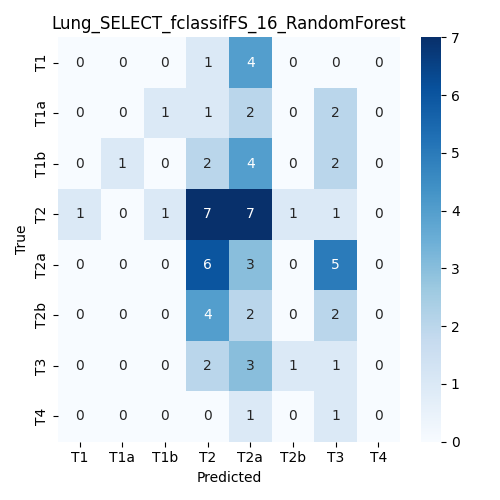 Lung_SELECT_fclassifFS_16_RandomForest
T1 0 0 0 1 4 0 0 0
T1a 0 0 1 1 2 0 2 0
T1b 0 1 0 2 4 0 2 0
T2 1 0 1 7 7 1 1 0
T2a 0 0 0 6 3 0 5 0
T2b 0 0 0 4 2 0 2 0
T3 0 0 0 2 3 1 1 0
T4 0 0 0 0 1 0 1 0
T1 T1a T1b T2 T2a T2b T3 T4
Predicted
True
7
6
5
4
3
2
1
0